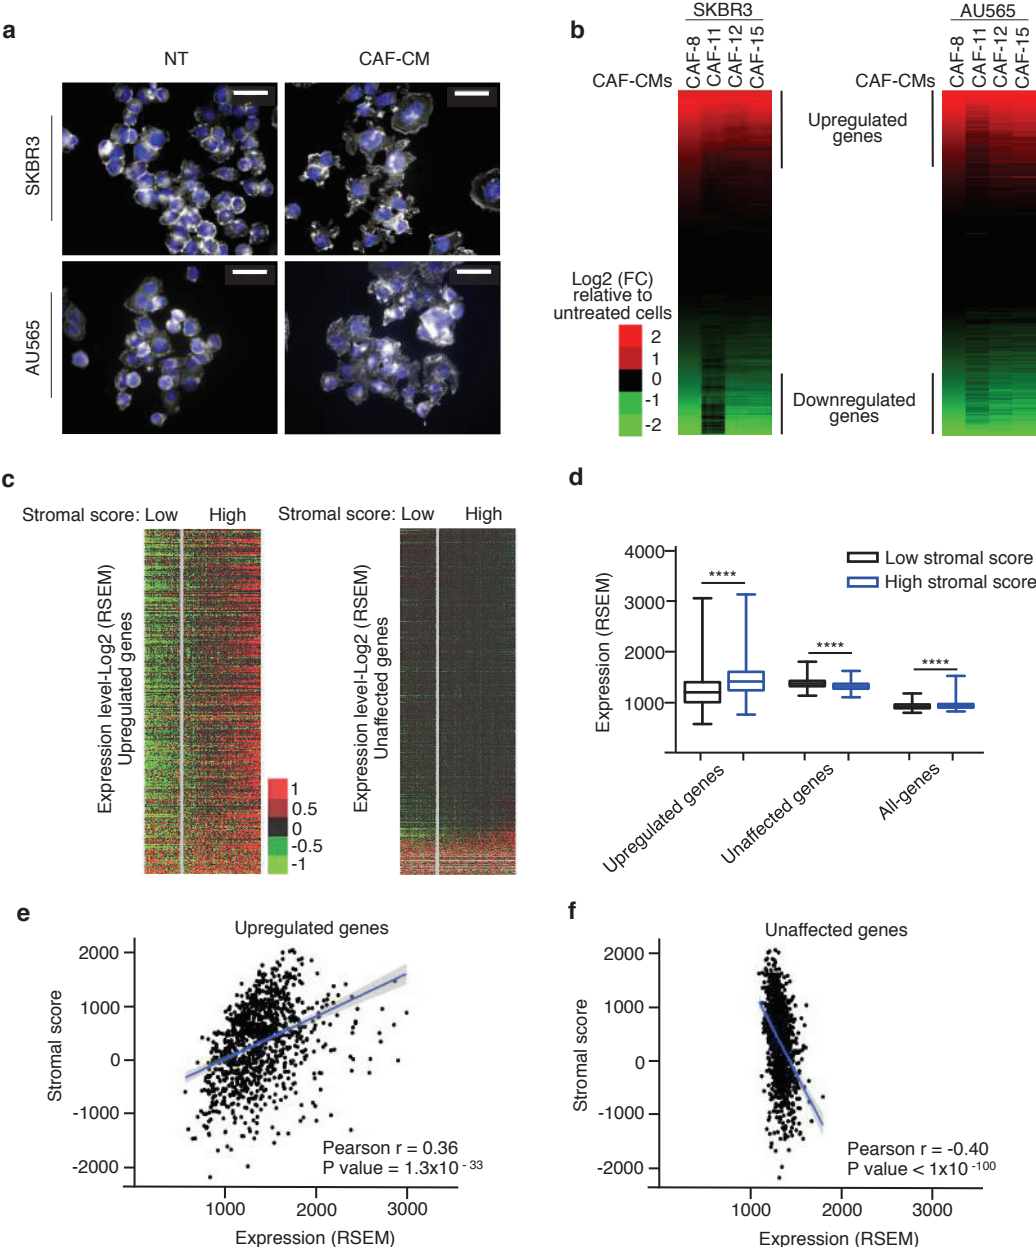 a
NT
CAF-CM
SKBR3
AU565
b
SKBR3
AU565
CAF-CMs
CAF-8
CAF-11
CAF-12
CAF-15
CAF-CMs
CAF-8
CAF-11
CAF-12
CAF-15
Upregulated
genes
Log2 (FC)
relative to
untreated cells
2
1
0
-1
-2
Downregulated
genes
c
Stromal score: Low High
Expression level-Log2 (RSEM)
Upregulated genes
1
0.5
0
-0.5
-1
Stromal score: Low High
Expression level-Log2 (RSEM)
Unaffected genes
d
Low stromal score
High stromal score
Expression (RSEM)
4000
3000
2000
1000
****
****
****
Upregulated genes
Unaffected genes
All-genes
e
Upregulated genes
Stromal score
2000
1000
0
-1000
-2000
Pearson r = 0.36
P value = 1.3x10 -33
1000 2000 3000
Expression (RSEM)
f
Unaffected genes
Stromal score
2000
1000
0
-1000
-2000
Pearson r = -0.40
P value < 1x10 -100
1000 2000 3000
Expression (RSEM)